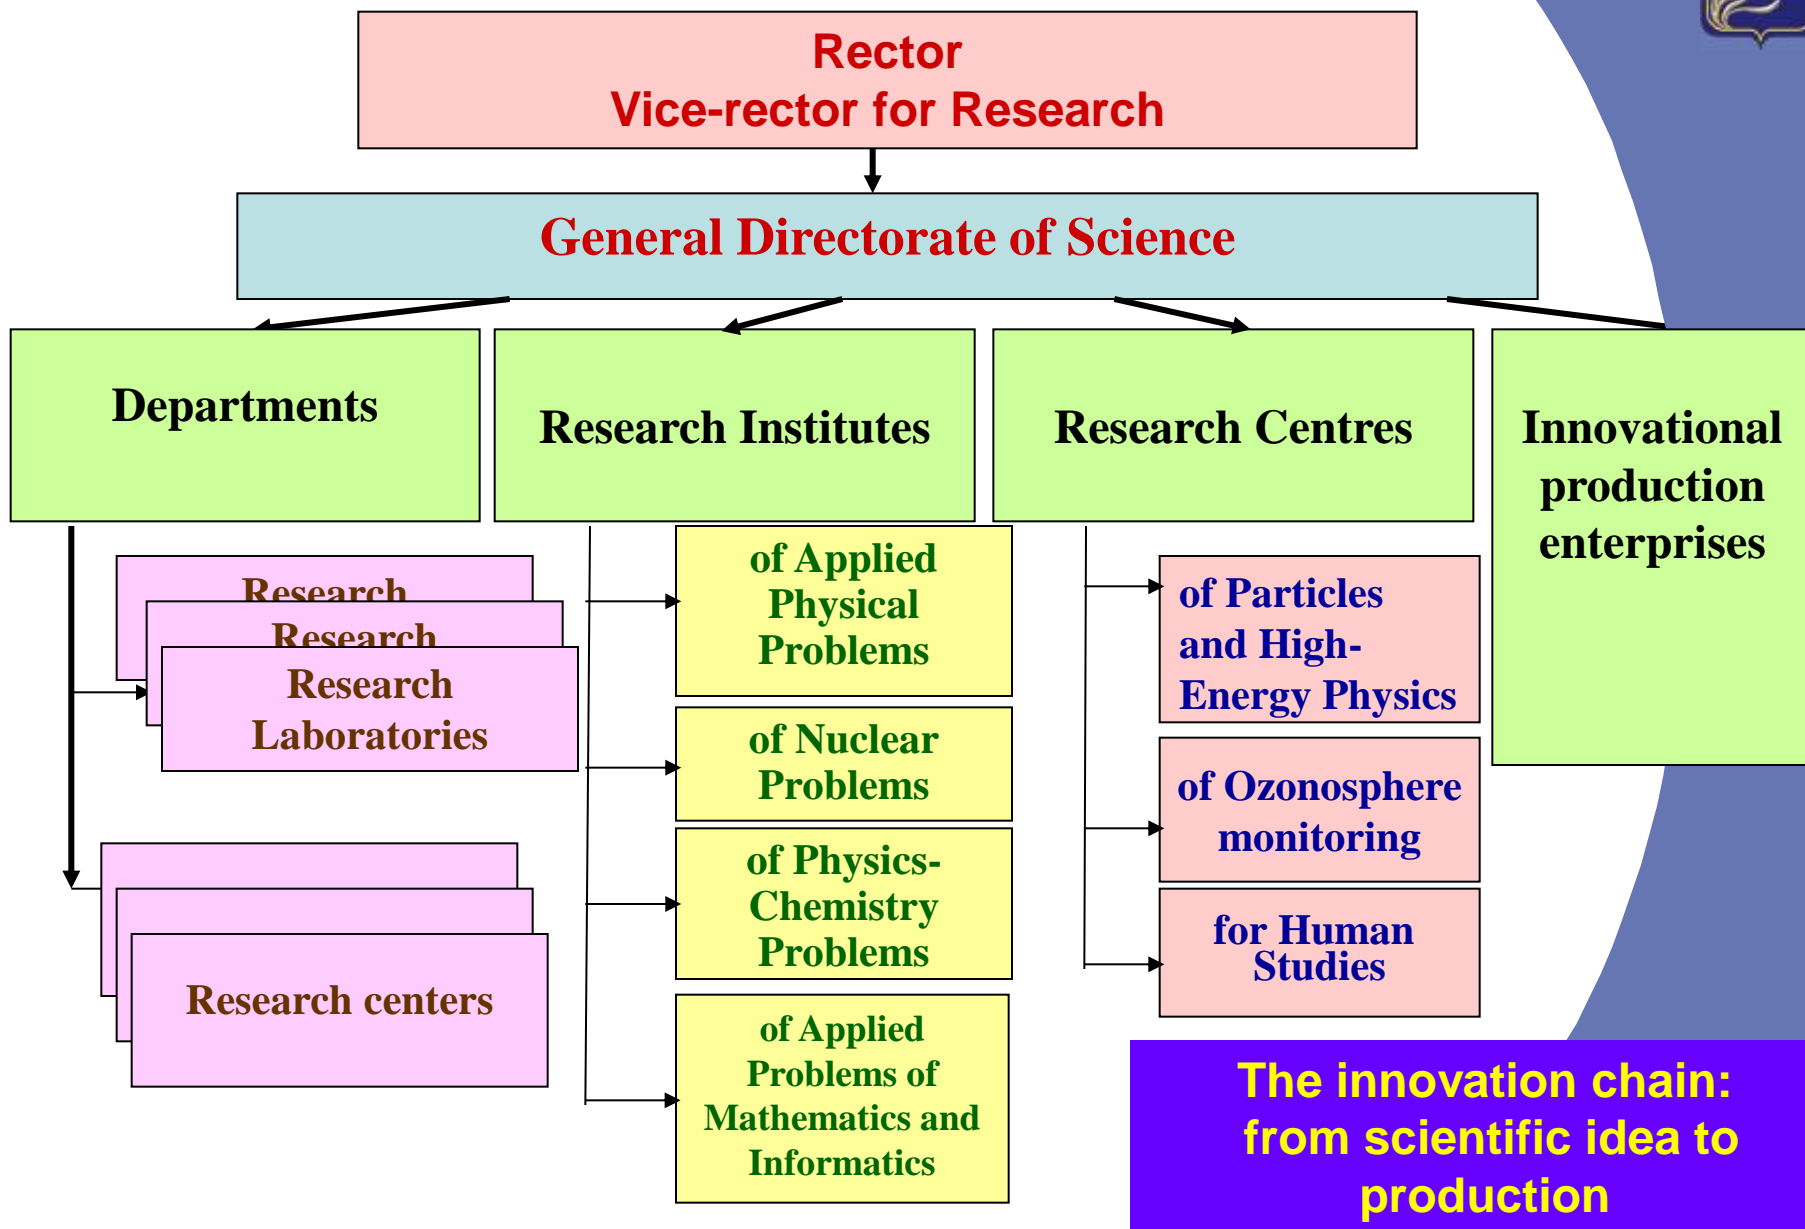 Rector
Vice-rector for Research
General Directorate of Science
Departments
Research Institutes
Research Centres
Innovational
production
enterprises
Research
Research
Research
Laboratories
Research centers
of Applied
Physical
Problems
of Nuclear
Problems
of Physics-
Chemistry
Problems
of Applied
Problems of
Mathematics and
Informatics
of Particles
and High-
Energy Physics
of Ozonosphere
monitoring
for Human
Studies
The innovation chain:
from scientific idea to
production